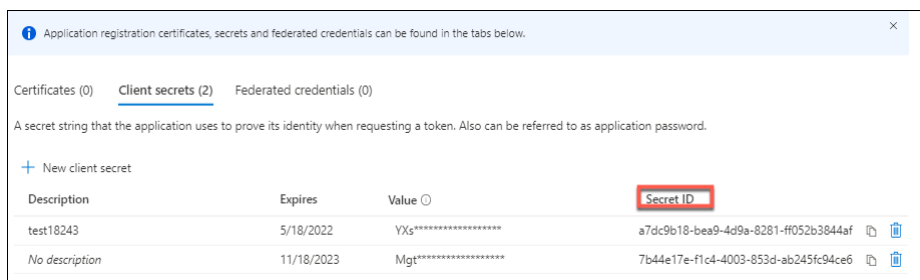 Application registration certificates, secrets and federated credentials can be found in the tabs below.
Certificates (0) Client secrets (2) Federated credentials (0)
A secret string that the application uses to prove its identity when requesting a token. Also can be referred to as application password.
New client secret
Description Expires Value Secret ID
test18243 5/18/2022 YXs****************** a7dc9b18-bea9-4d9a-8281-ff052b3844af
No description 11/18/2023 Mgt****************** 7b44e17e-f1c4-4003-853d-ab245fc94ce6